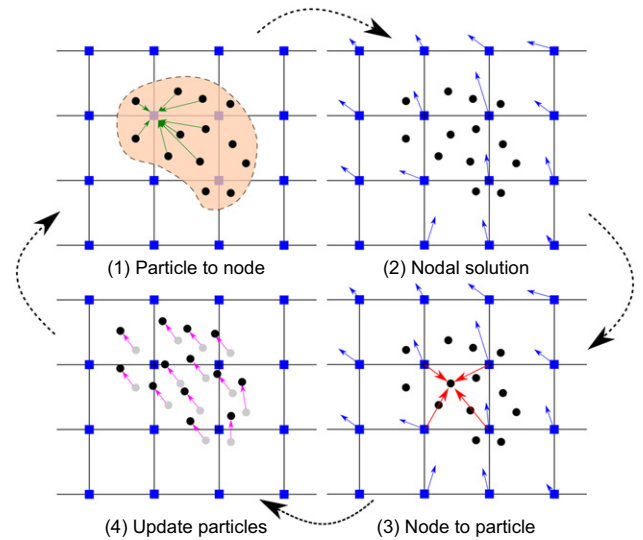 (1) Particle to node
(2) Nodal solution
(4) Update particles
(3) Node to particle